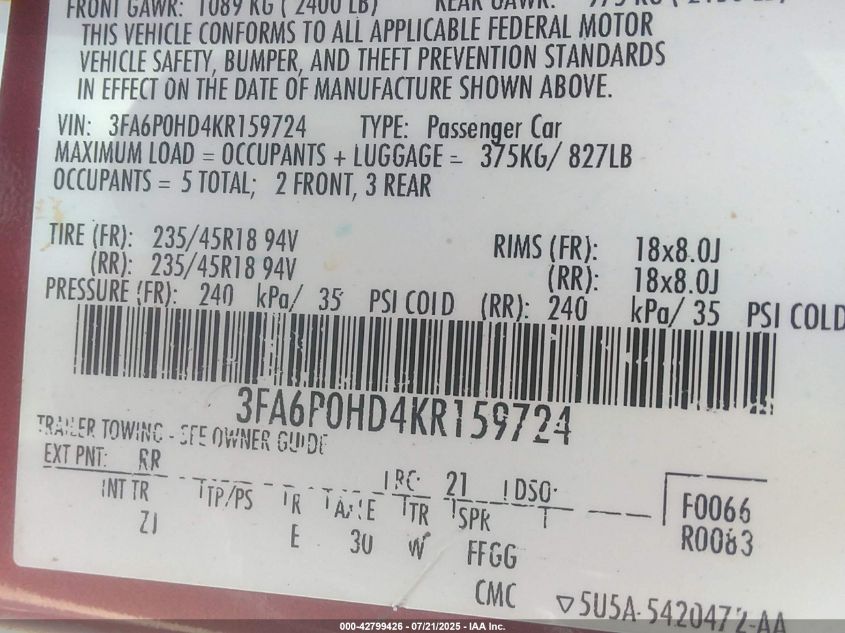 FRONT GAWR: 1089 KG ( 2400 LB) REAR GAWR:
THIS VEHICLE CONFORMS TO ALL APPLICABLE FEDERAL MOTOR
VEHICLE SAFETY, BUMPER, AND THEFT PREVENTION STANDARDS
IN EFFECT ON THE DATE OF MANUFACTURE SHOWN ABOVE.
VIN: 3FA6P0HD4KR159724 TYPE: Passenger Car
MAXIMUM LOAD = OCCUPANTS + LUGGAGE = 375KG/ 827LB
OCCUPANTS = 5 TOTAL; 2 FRONT, 3 REAR
TIRE (FR): 235/45R18 94V RIMS (FR): 18x8.0J
(RR): 235/45R18 94V (RR): 18x8.0J
PRESSURE (FR): 240 kPa/ 35 PSI COLD (RR): 240 kPa/ 35 PSI COLD
3FA6P0HD4KR159724
TRAILER TOWING - SEE OWNER GUIDE
EXT PNT: RR RC: 21 DSO:
INT TR TP/PS R AXLE TR SPR T F0066
ZJ E 30 W FFGG R0083
CMC ▽5U5A-5420472-AA
000-42799426 - 07/21/2025 - IAA Inc.